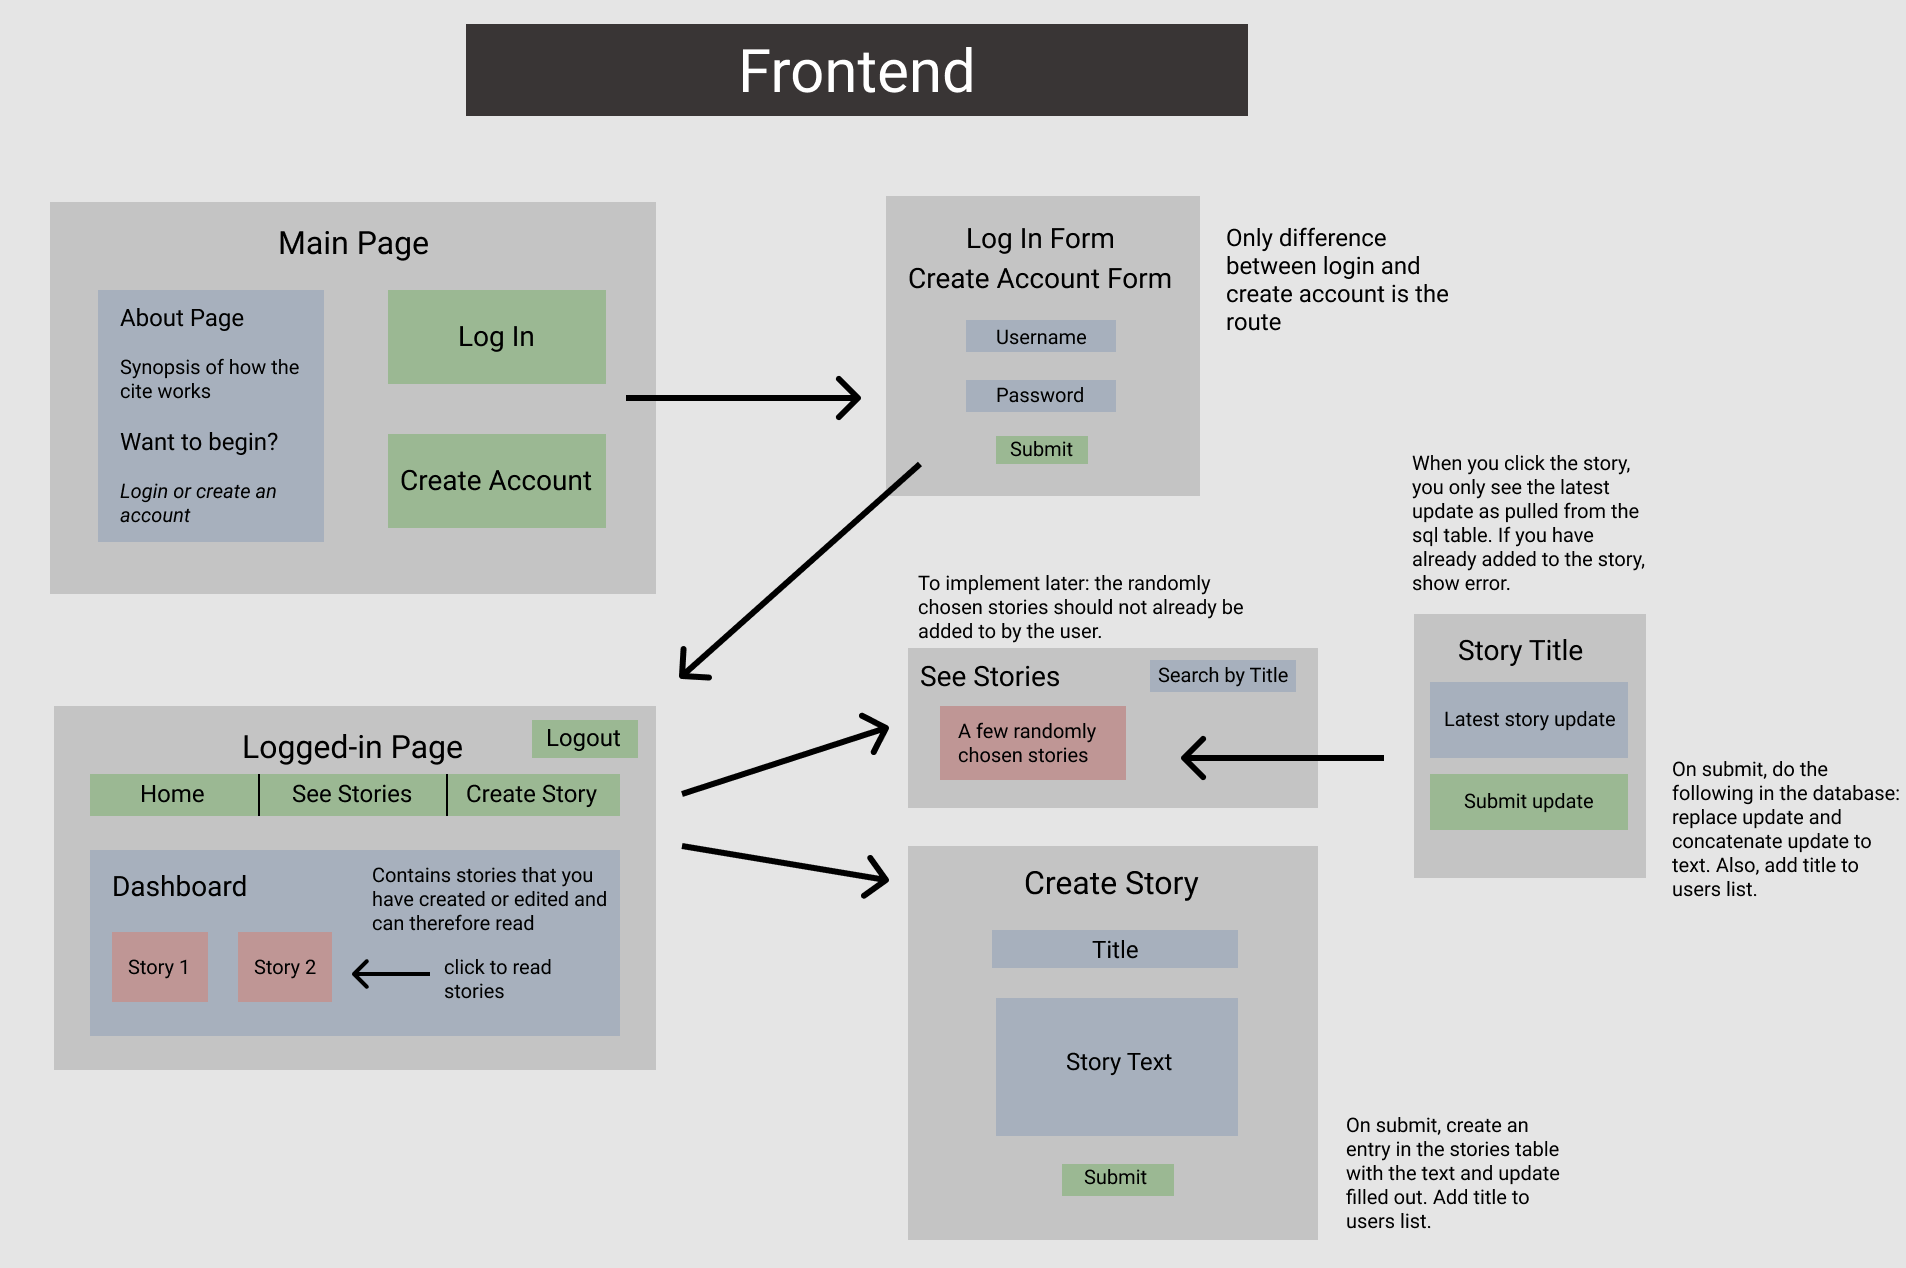 Frontend
Main Page
About Page
Synopsis of how the
cite works
Want to begin?
Login or create an
account
Log In
Create Account
Log In Form
Create Account Form
Username
Password
Submit
Only difference
between login and
create account is the
route
When you click the story,
you only see the latest
update as pulled from the
sql table. If you have
already added to the story,
show error.
To implement later: the randomly
chosen stories should not already be
added to by the user.
See Stories
Search by Title
A few randomly
chosen stories
Story Title
Latest story update
Submit update
On submit, do the
following in the database:
replace update and
concatenate update to
text. Also, add title to
users list.
Logged-in Page
Logout
Home
See Stories
Create Story
Dashboard
Contains stories that you
have created or edited and
can therefore read
Story 1
Story 2
click to read
stories
Create Story
Title
Story Text
Submit
On submit, create an
entry in the stories table
with the text and update
filled out. Add title to
users list.